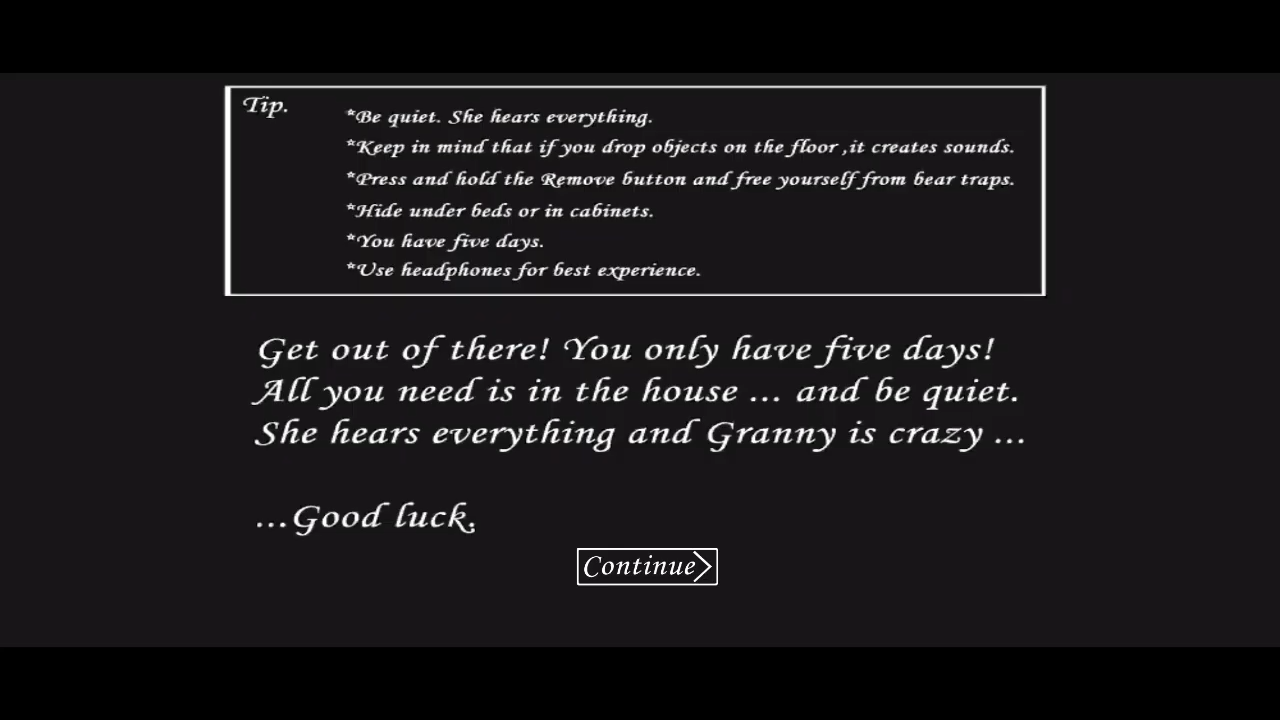 Tip.
*Be quiet. She hears everything.
*Keep in mind that if you drop objects on the floor ,it creates sounds.
*Press and hold the Remove button and free yourself from bear traps.
*Hide under beds or in cabinets.
*You have five days.
*Use headphones for best experience.
Get out of there! You only have five days!
All you need is in the house ... and be quiet.
She hears everything and Granny is crazy ...
...Good luck.
Continue>